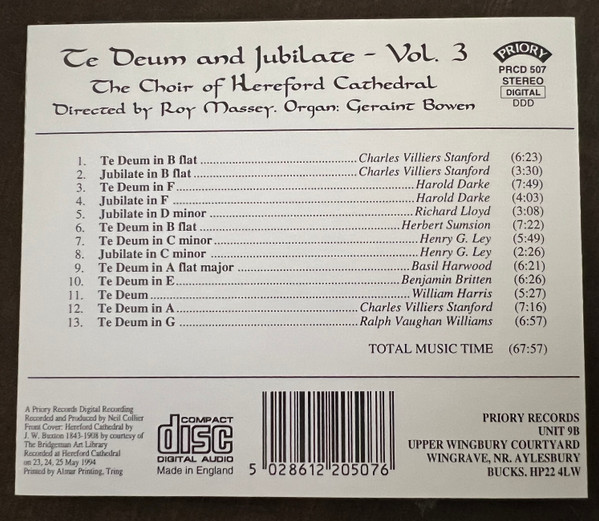 Te Deum and Jubilate - Vol. 3
The Choir of Hereford Cathedral
Directed by Roy Massey. Organ: Geraint Bowen
PRIORY
PRCD 507
STEREO
DIGITAL
DDD
1. Te Deum in B flat ........ Charles Villiers Stanford (6:23)
2. Jubilate in B flat ........ Charles Villiers Stanford (3:30)
3. Te Deum in F ........ Harold Darke (7:49)
4. Jubilate in F ........ Harold Darke (4:03)
5. Jubilate in D minor ........ Richard Lloyd (3:08)
6. Te Deum in B flat ........ Herbert Sumsion (7:22)
7. Te Deum in C minor ........ Henry G. Ley (5:49)
8. Jubilate in C minor ........ Henry G. Ley (2:26)
9. Te Deum in A flat major ........ Basil Harwood (6:21)
10. Te Deum in E ........ Benjamin Britten (6:26)
11. Te Deum ........ William Harris (5:27)
12. Te Deum in A ........ Charles Villiers Stanford (7:16)
13. Te Deum in G ........ Ralph Vaughan Williams (6:57)
TOTAL MUSIC TIME (67:57)
A Priory Records Digital Recording
Recorded and Produced by Neil Collier
Front Cover: Hereford Cathedral by
J. W. Buxton 1843-1908 by courtesy of
The Bridgeman Art Library
Recorded at Hereford Cathedral
on 23, 24, 25 May 1994
Printed by Almar Printing, Tring
COMPACT
disc
DIGITAL AUDIO
Made in England
5 028612 205076
PRIORY RECORDS
UNIT 9B
UPPER WINGBURY COURTYARD
WINGRAVE, NR. AYLESBURY
BUCKS. HP22 4LW